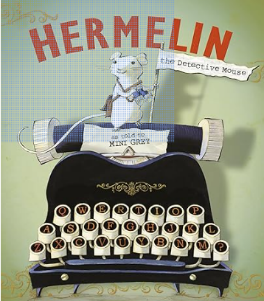 HERMELIN
the Detective Mouse
as told to
MINI GREY